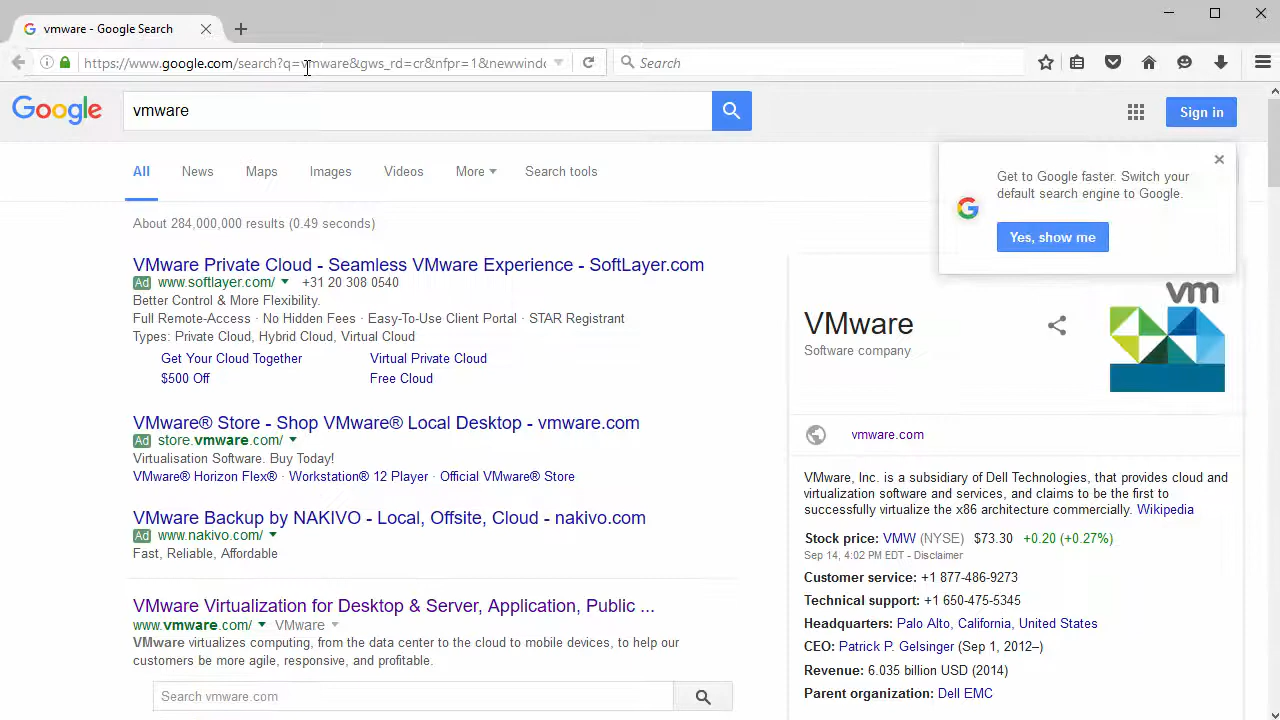 vmware - Google Search
https://www.google.com/search?q=vmware&gws_rd=cr&nfpr=1&newwinde
Search
Google
vmware
Sign in
All News Maps Images Videos More Search tools
Get to Google faster. Switch your
default search engine to Google.
Yes, show me
About 284,000,000 results (0.49 seconds)
VMware Private Cloud - Seamless VMware Experience - SoftLayer.com
Ad www.softlayer.com/ +31 20 308 0540
Better Control & More Flexibility.
Full Remote-Access · No Hidden Fees · Easy-To-Use Client Portal · STAR Registrant
Types: Private Cloud, Hybrid Cloud, Virtual Cloud
Get Your Cloud Together Virtual Private Cloud
$500 Off Free Cloud
VMware® Store - Shop VMware® Local Desktop - vmware.com
Ad store.vmware.com/
Virtualisation Software. Buy Today!
VMware® Horizon Flex® · Workstation® 12 Player · Official VMware® Store
VMware Backup by NAKIVO - Local, Offsite, Cloud - nakivo.com
Ad www.nakivo.com/
Fast, Reliable, Affordable
VMware Virtualization for Desktop & Server, Application, Public ...
www.vmware.com/ VMware
VMware virtualizes computing, from the data center to the cloud to mobile devices, to help our
customers be more agile, responsive, and profitable.
Search vmware.com
vm
VMware
Software company
vmware.com
VMware, Inc. is a subsidiary of Dell Technologies, that provides cloud and
virtualization software and services, and claims to be the first to
successfully virtualize the x86 architecture commercially. Wikipedia
Stock price: VMW (NYSE) $73.30 +0.20 (+0.27%)
Sep 14, 4:02 PM EDT - Disclaimer
Customer service: +1 877-486-9273
Technical support: +1 650-475-5345
Headquarters: Palo Alto, California, United States
CEO: Patrick P. Gelsinger (Sep 1, 2012–)
Revenue: 6.035 billion USD (2014)
Parent organization: Dell EMC